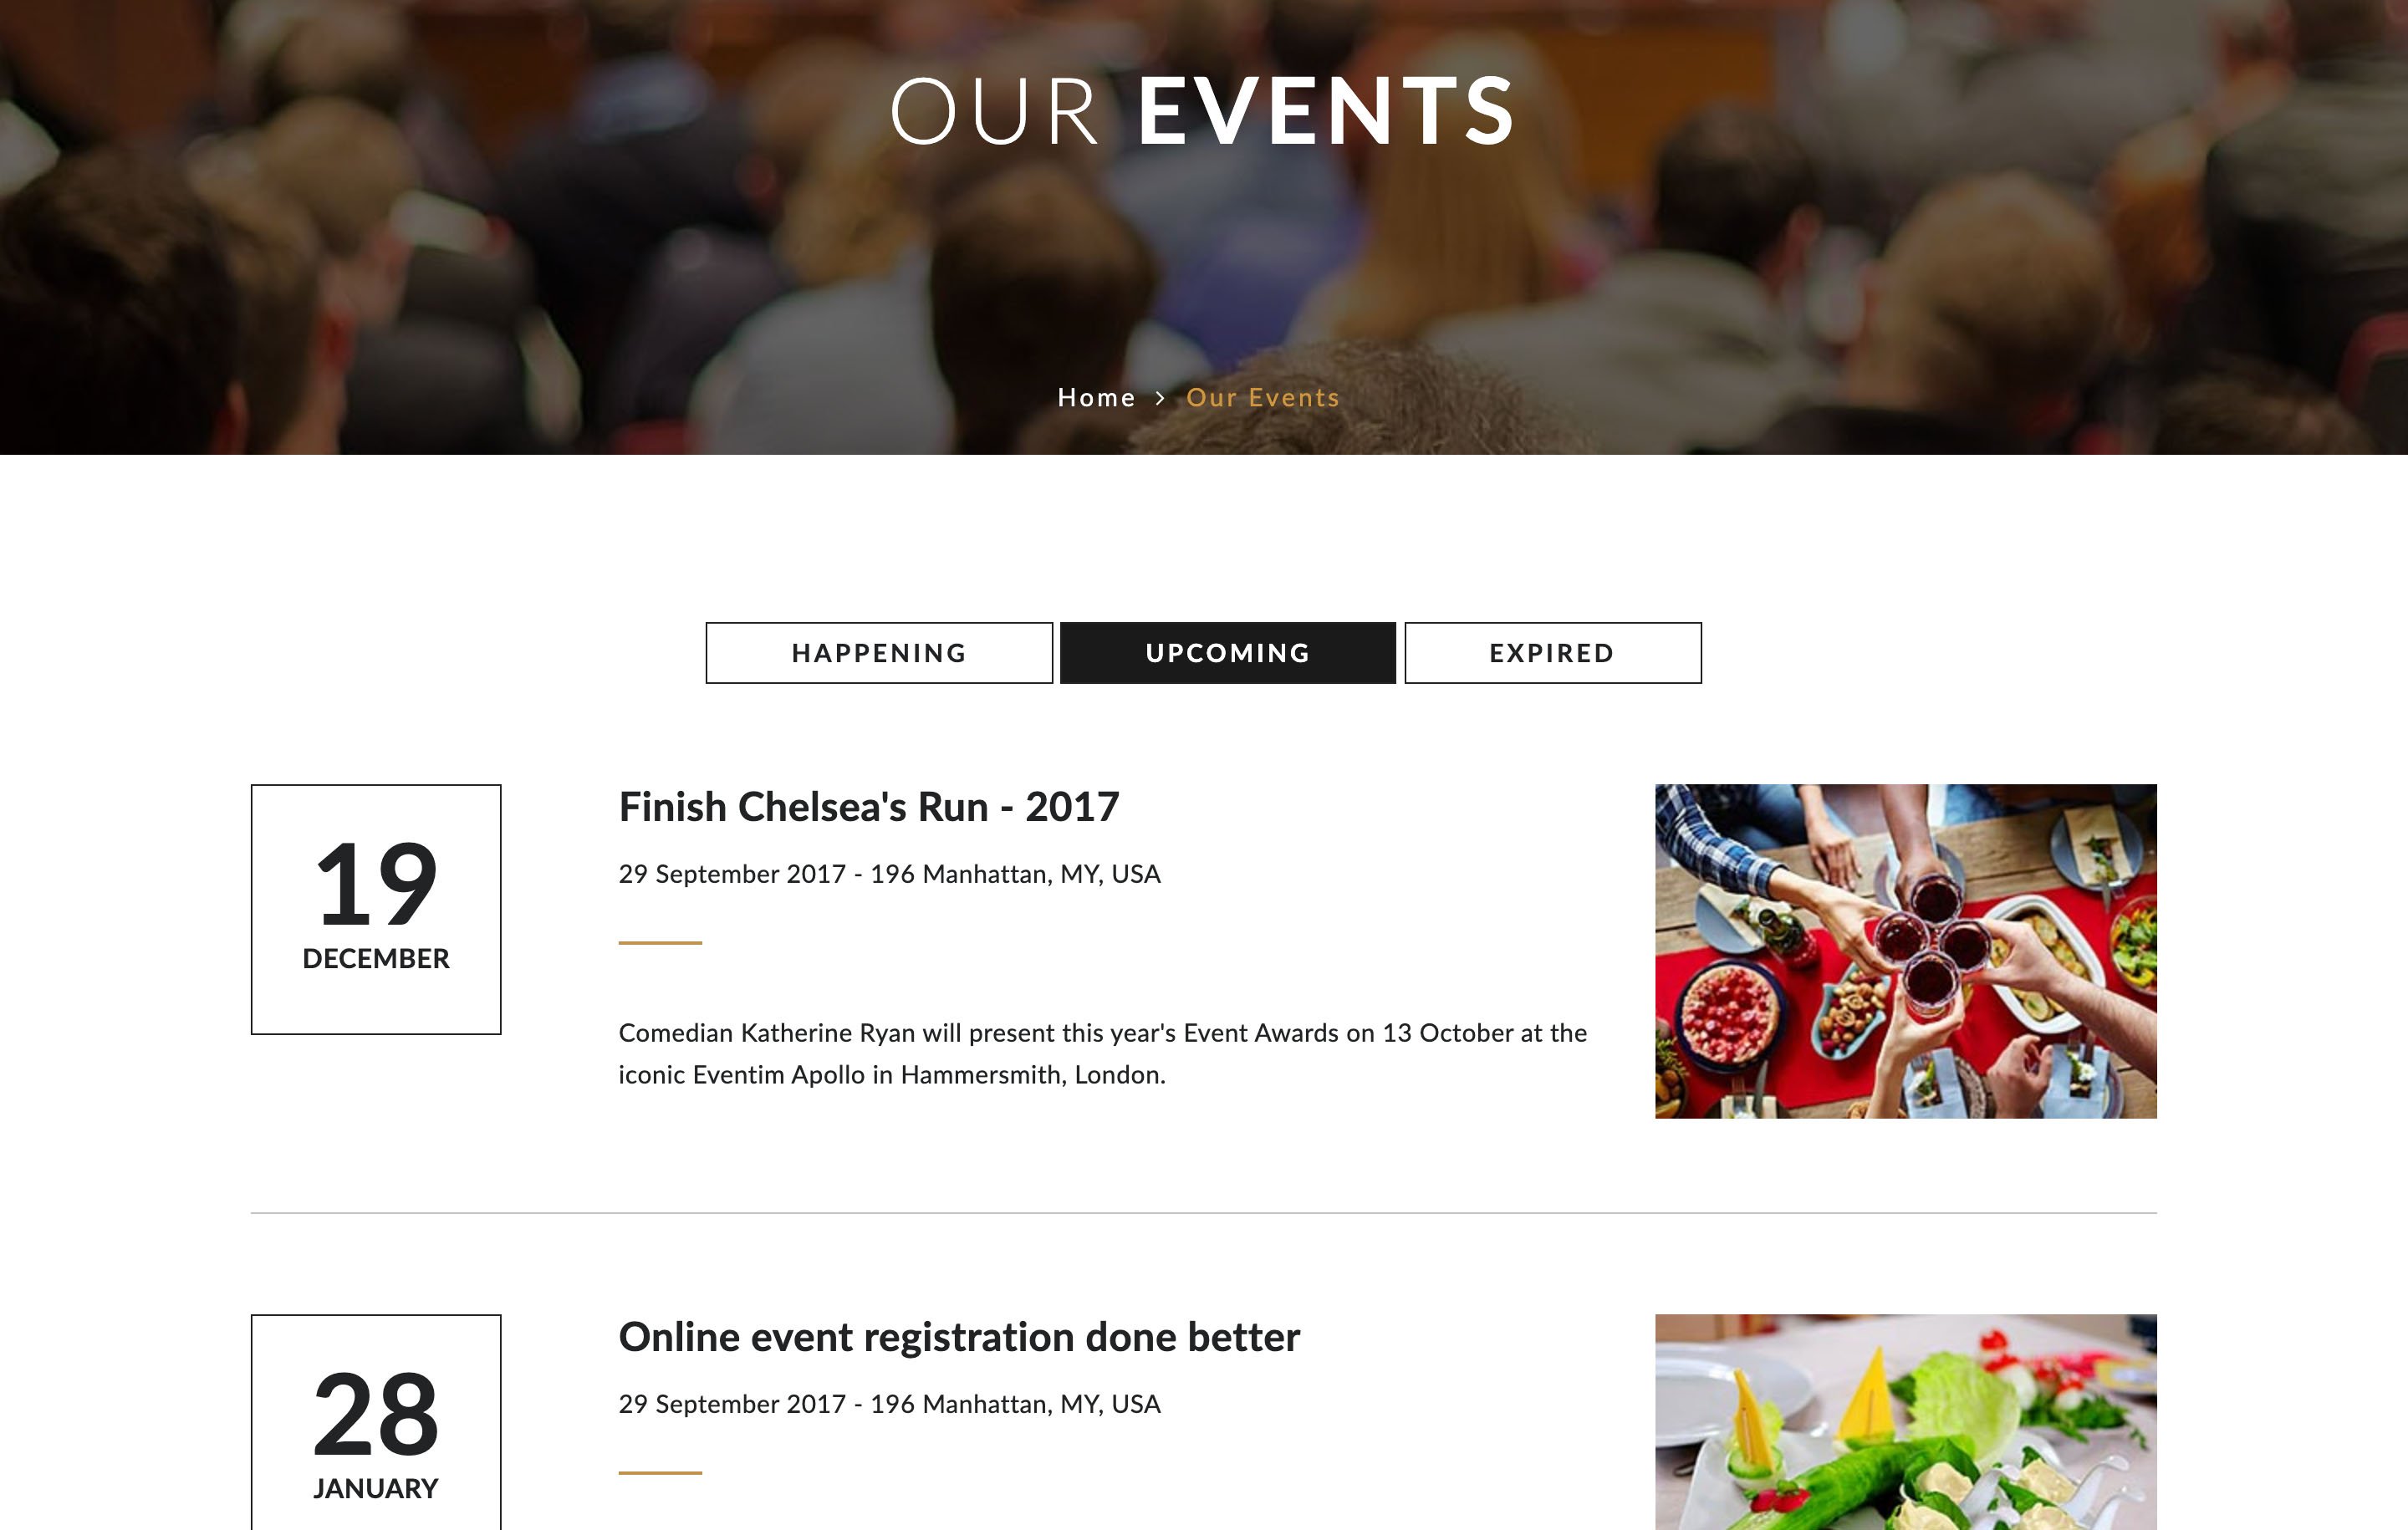 OUR EVENTS
Home > Our Events
HAPPENING
UPCOMING
EXPIRED
19
DECEMBER
Finish Chelsea's Run - 2017
29 September 2017 - 196 Manhattan, MY, USA
Comedian Katherine Ryan will present this year's Event Awards on 13 October at the
iconic Eventim Apollo in Hammersmith, London.
28
JANUARY
Online event registration done better
29 September 2017 - 196 Manhattan, MY, USA